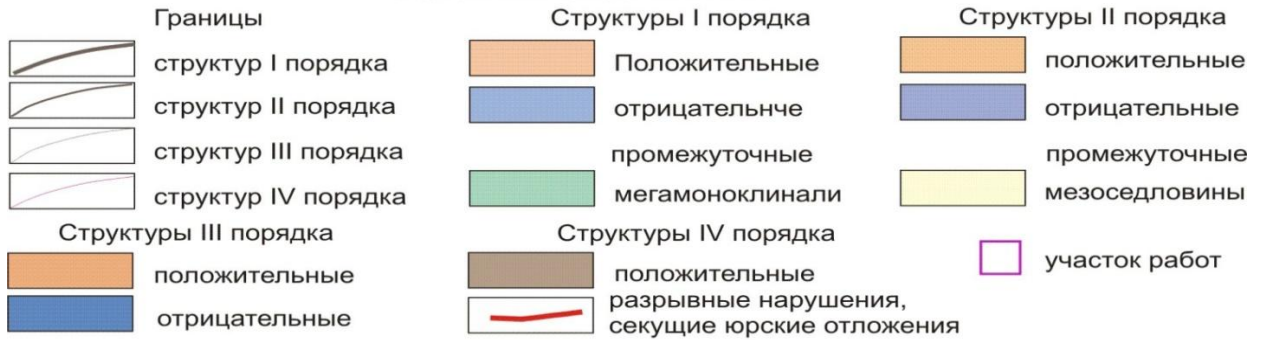 Границы
структур I порядка
структур II порядка
структур III порядка
структур IV порядка
Структуры I порядка
Положительные
отрицательнче
промежуточные
мегамоноклинали
Структуры II порядка
положительные
отрицательные
промежуточные
мезоседловины
Структуры III порядка
положительные
отрицательные
Структуры IV порядка
положительные
разрывные нарушения,
секущие юрские отложения
участок работ